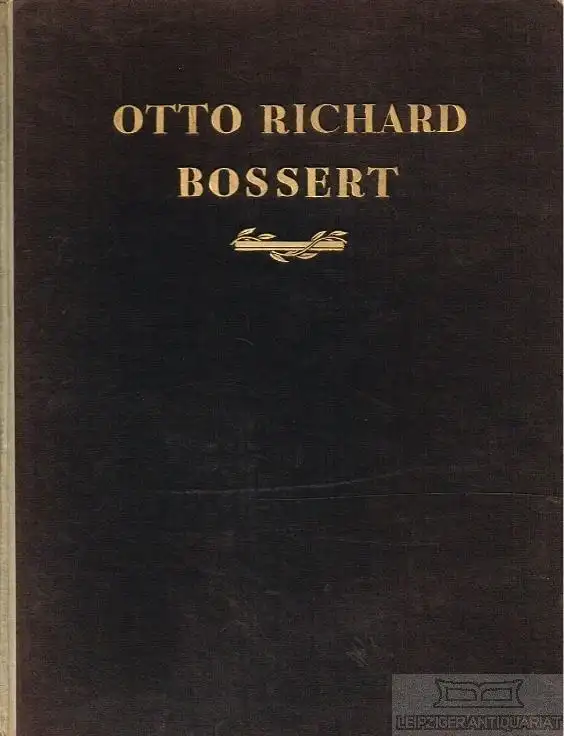 OTTO RICHARD
BOSSERT
LEIPZIGER ANTIQUARIAT